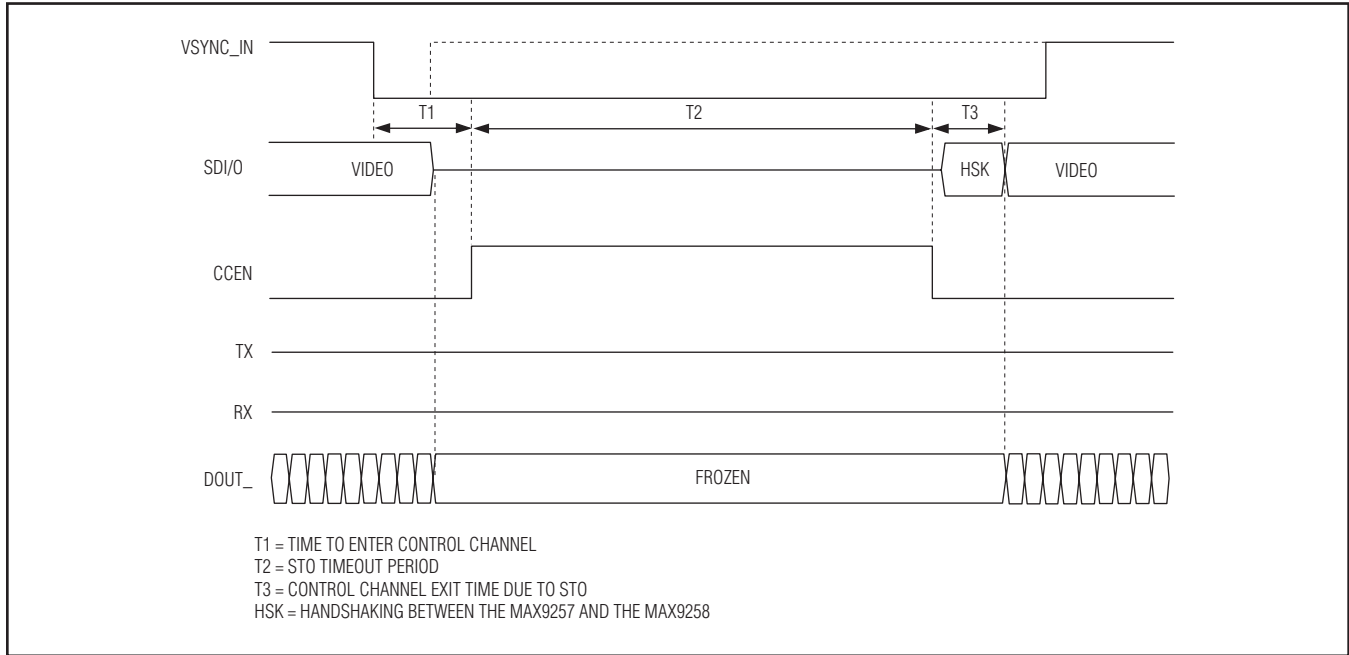 VSYNC_IN
T1 T2 T3
SDI/O VIDEO HSK VIDEO
CCEN
TX
RX
DOUT_ FROZEN
T1 = TIME TO ENTER CONTROL CHANNEL
T2 = STO TIMEOUT PERIOD
T3 = CONTROL CHANNEL EXIT TIME DUE TO STO
HSK = HANDSHAKING BETWEEN THE MAX9257 AND THE MAX9258